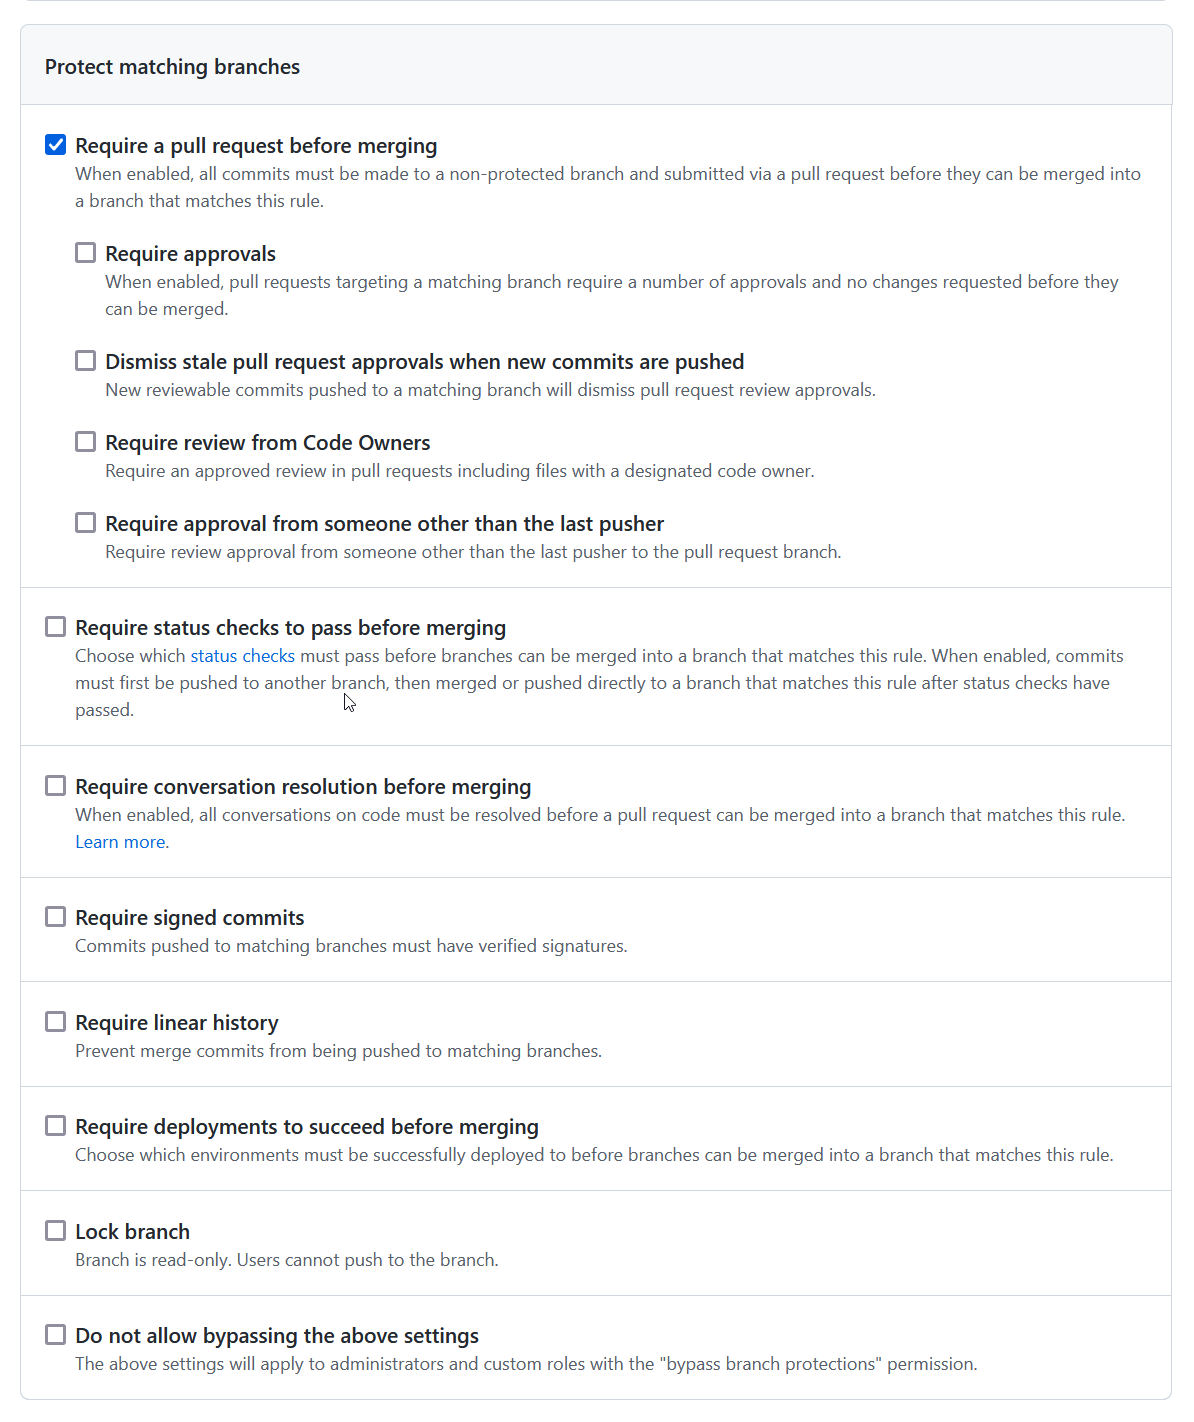 Protect matching branches
Require a pull request before merging
When enabled, all commits must be made to a non-protected branch and submitted via a pull request before they can be merged into
a branch that matches this rule.
Require approvals
When enabled, pull requests targeting a matching branch require a number of approvals and no changes requested before they
can be merged.
Dismiss stale pull request approvals when new commits are pushed
New reviewable commits pushed to a matching branch will dismiss pull request review approvals.
Require review from Code Owners
Require an approved review in pull requests including files with a designated code owner.
Require approval from someone other than the last pusher
Require review approval from someone other than the last pusher to the pull request branch.
Require status checks to pass before merging
Choose which status checks must pass before branches can be merged into a branch that matches this rule. When enabled, commits
must first be pushed to another branch, then merged or pushed directly to a branch that matches this rule after status checks have
passed.
Require conversation resolution before merging
When enabled, all conversations on code must be resolved before a pull request can be merged into a branch that matches this rule.
Learn more.
Require signed commits
Commits pushed to matching branches must have verified signatures.
Require linear history
Prevent merge commits from being pushed to matching branches.
Require deployments to succeed before merging
Choose which environments must be successfully deployed to before branches can be merged into a branch that matches this rule.
Lock branch
Branch is read-only. Users cannot push to the branch.
Do not allow bypassing the above settings
The above settings will apply to administrators and custom roles with the "bypass branch protections" permission.